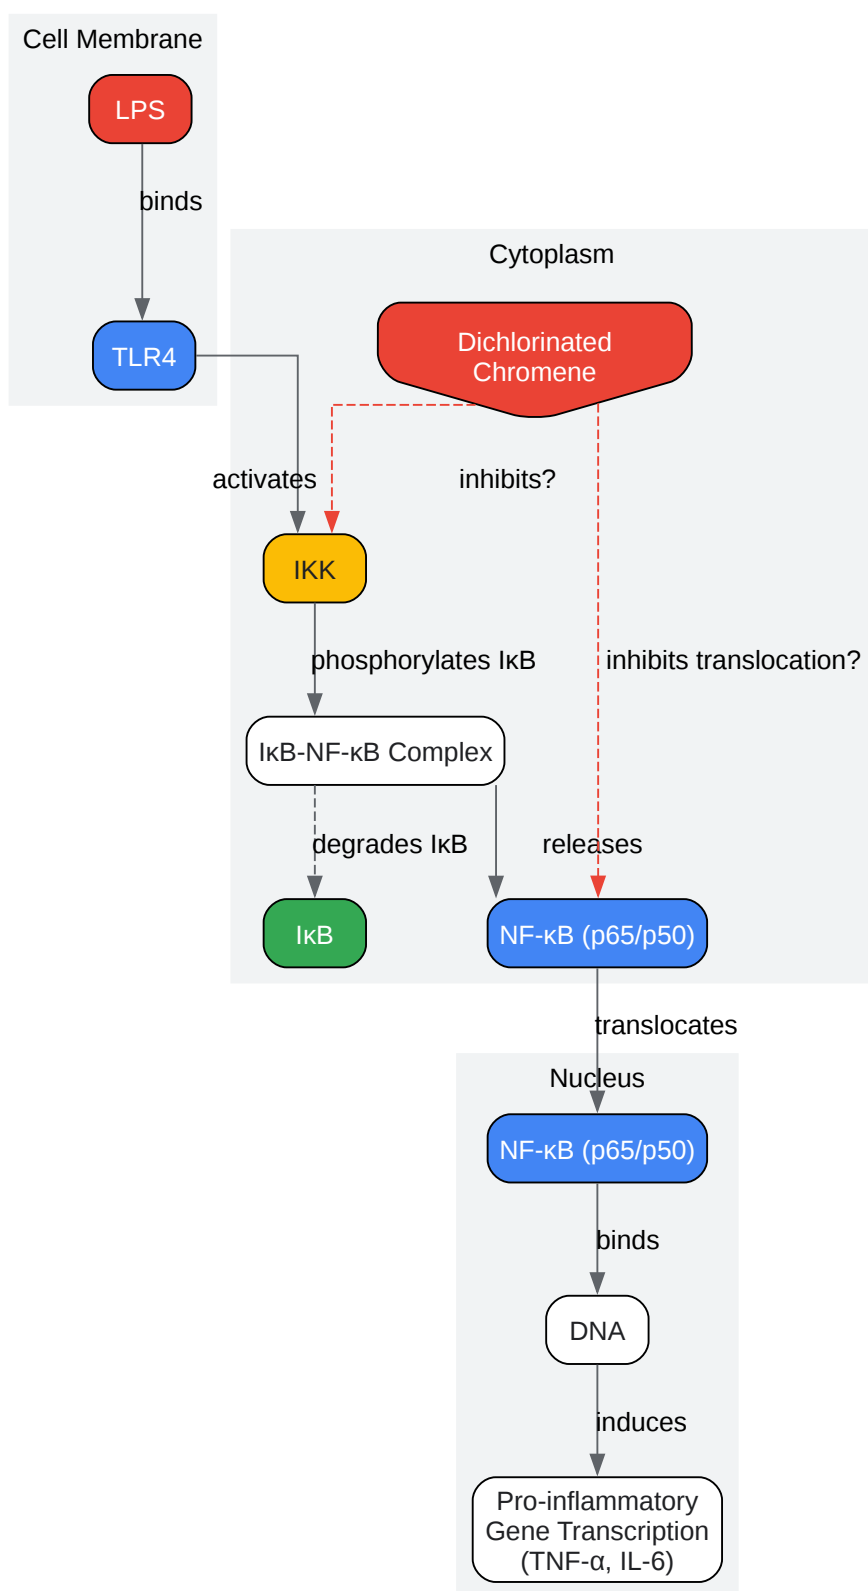 Cell Membrane
LPS
binds
TLR4
Cytoplasm
Dichlorinated
Chromene
activates
inhibits?
IKK
phosphorylates IκB
inhibits translocation?
IκB-NF-κB Complex
degrades IκB
releases
IκB
NF-κB (p65/p50)
translocates
Nucleus
NF-κB (p65/p50)
binds
DNA
induces
Pro-inflammatory
Gene Transcription
(TNF-α, IL-6)